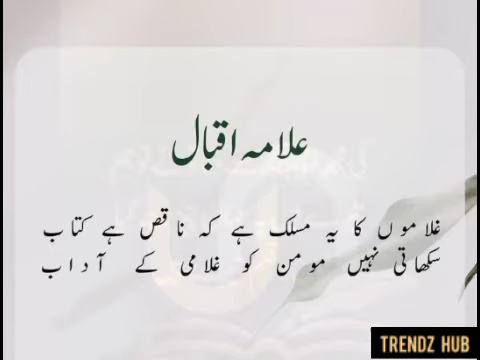 علامہ اقبال
غلاموں کا یہ مسلک ہے کہ ناقص ہے کتاب
سکھاتی نہیں مومن کو غلامی کے آداب
TRENDZ HUB